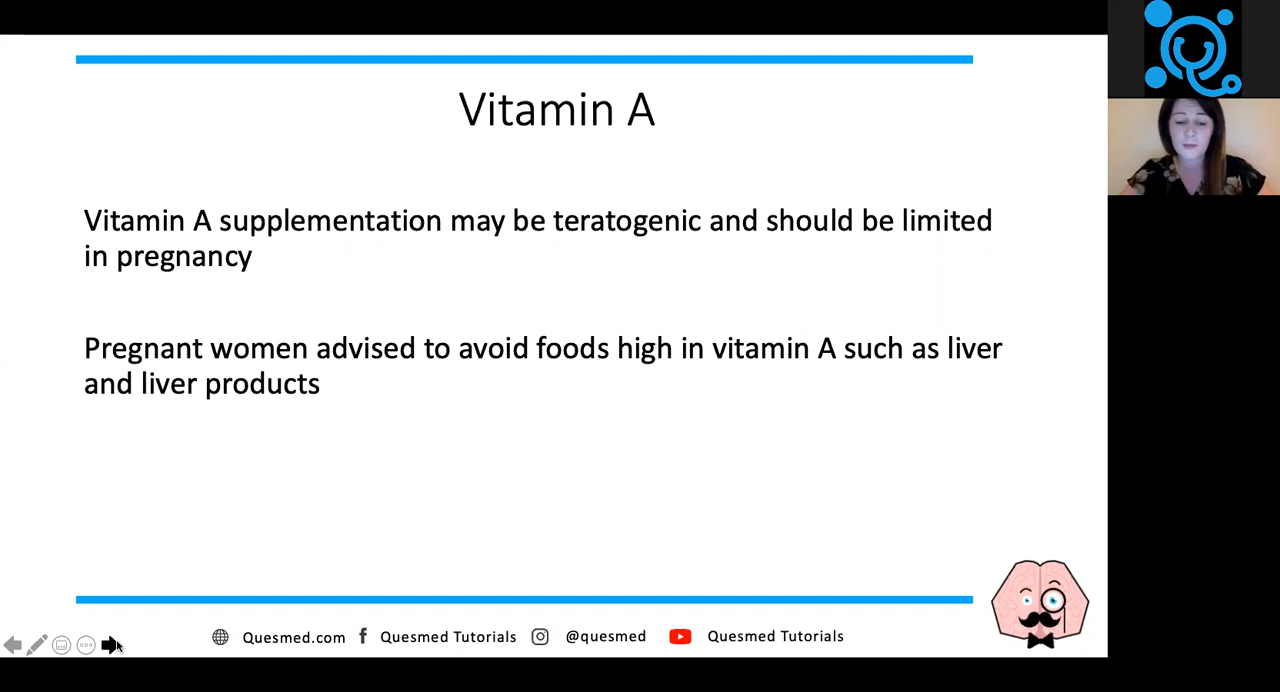 Vitamin A
Vitamin A supplementation may be teratogenic and should be limited
in pregnancy
Pregnant women advised to avoid foods high in vitamin A such as liver
and liver products
Quesmed.com
Quesmed Tutorials
@quesmed
Quesmed Tutorials